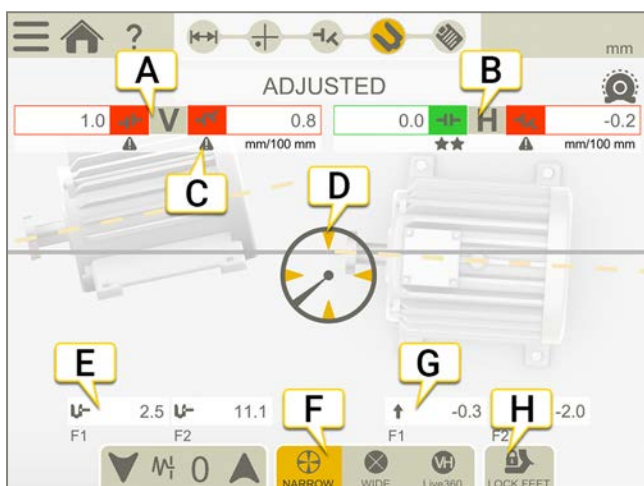 ?
mm
A
B
ADJUSTED
1.0 V 0.8
0.0 H -0.2
mm/100 mm
mm/100 mm
C
D
E
G
2.5 11.1
-0.3 -2.0
F
H
F1 F2
F1 F2
0
NARROW WIDE VH Live360 LOCK FEET